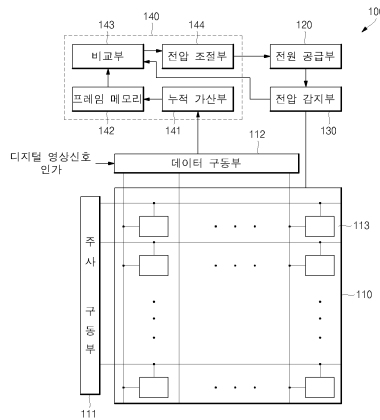 100
140
143
144
120
비교부
전압 조절부
전원 공급부
프레임 메모리
누적 가산부
전압 감지부
142
141
130
112
디지털 영상신호
인가
데이터 구동부
113
주사 구동부
110
111